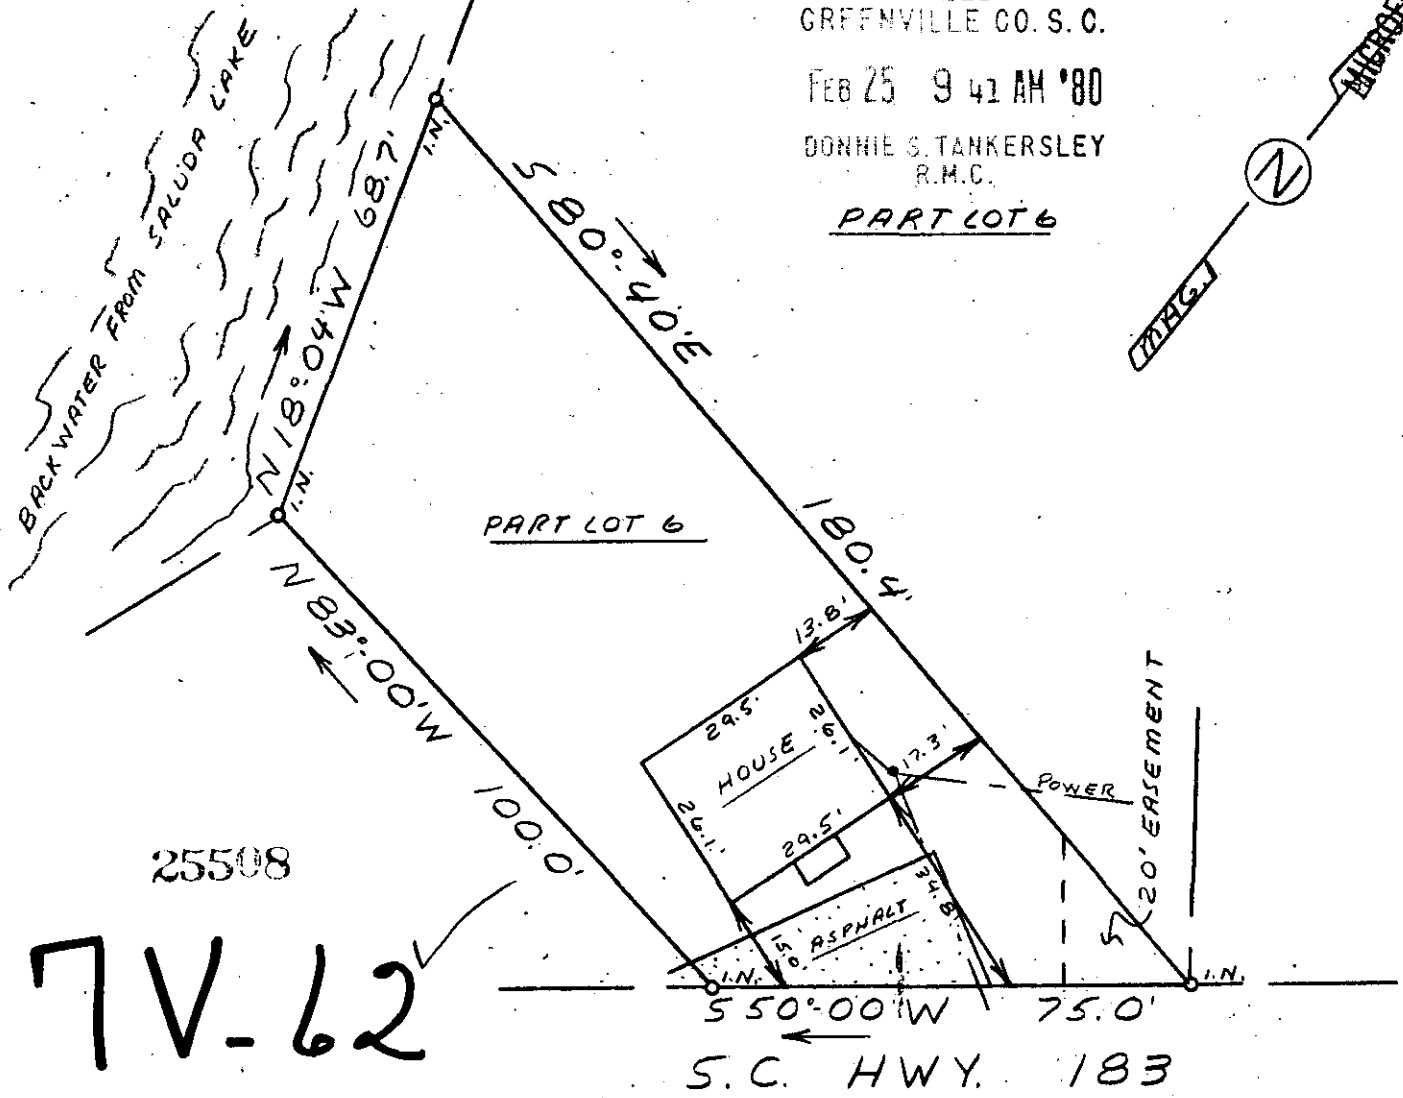 GREENVILLE CO. S. C.
FEB 25 9 42 AM '80
DONNIE S. TANKERSLEY
R.M.C.
PART LOT 6
N
MAG.
BACKWATER FROM SALUDA LAKE
N 18°-04' W 68.7'
I.N.
S 80°-40' E 180.4'
I.N.
PART LOT 6
N 83°-00' W 100.0'
13.8'
29.5'
HOUSE
26.1'
26.1'
17.3'
29.5'
POWER
20' EASEMENT
ASPHALT
34.8'
15.0'
I.N.
I.N.
S 50°-00' W 75.0'
S.C. HWY. 183
25508
7V-62